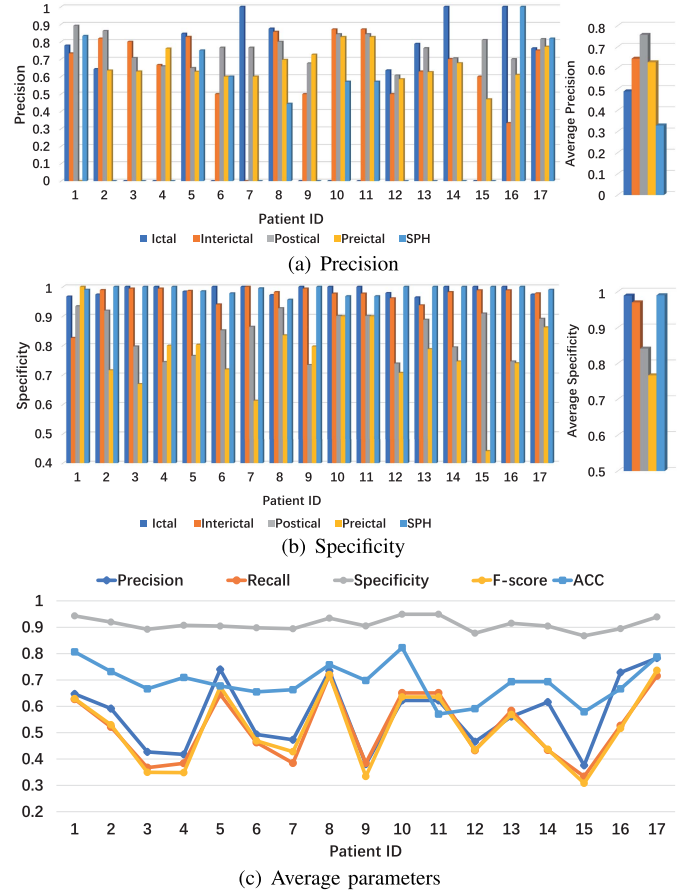 Precision
1
0.9
0.8
0.7
0.6
0.5
0.4
0.3
0.2
0.1
0
1 2 3 4 5 6 7 8 9 10 11 12 13 14 15 16 17
Patient ID
Ictal Interictal Postical Preictal SPH
Average Precision
0.8
0.7
0.6
0.5
0.4
0.3
0.2
0.1
0
(a) Precision
Specificity
1
0.9
0.8
0.7
0.6
0.5
0.4
1 2 3 4 5 6 7 8 9 10 11 12 13 14 15 16 17
Patient ID
Ictal Interictal Postical Preictal SPH
Average Specificity
1
0.9
0.8
0.7
0.6
0.5
(b) Specificity
Precision Recall Specificity F-score ACC
1
0.9
0.8
0.7
0.6
0.5
0.4
0.3
0.2
1 2 3 4 5 6 7 8 9 10 11 12 13 14 15 16 17
Patient ID
(c) Average parameters